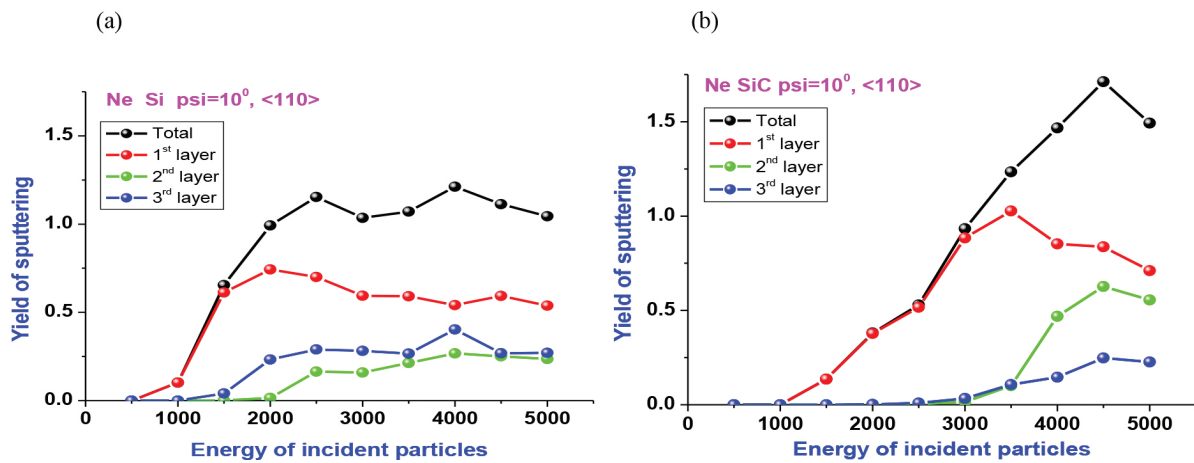 (a)
(b)
Ne Si psi=10⁰, <110>
Total
1st layer
2nd layer
3rd layer
Yield of sputtering
1.5
1.0
0.5
0.0
0 1000 2000 3000 4000 5000
Energy of incident particles
Ne SiC psi=10⁰, <110>
Total
1st layer
2nd layer
3rd layer
Yield of sputtering
1.5
1.0
0.5
0.0
0 1000 2000 3000 4000 5000
Energy of incident particles